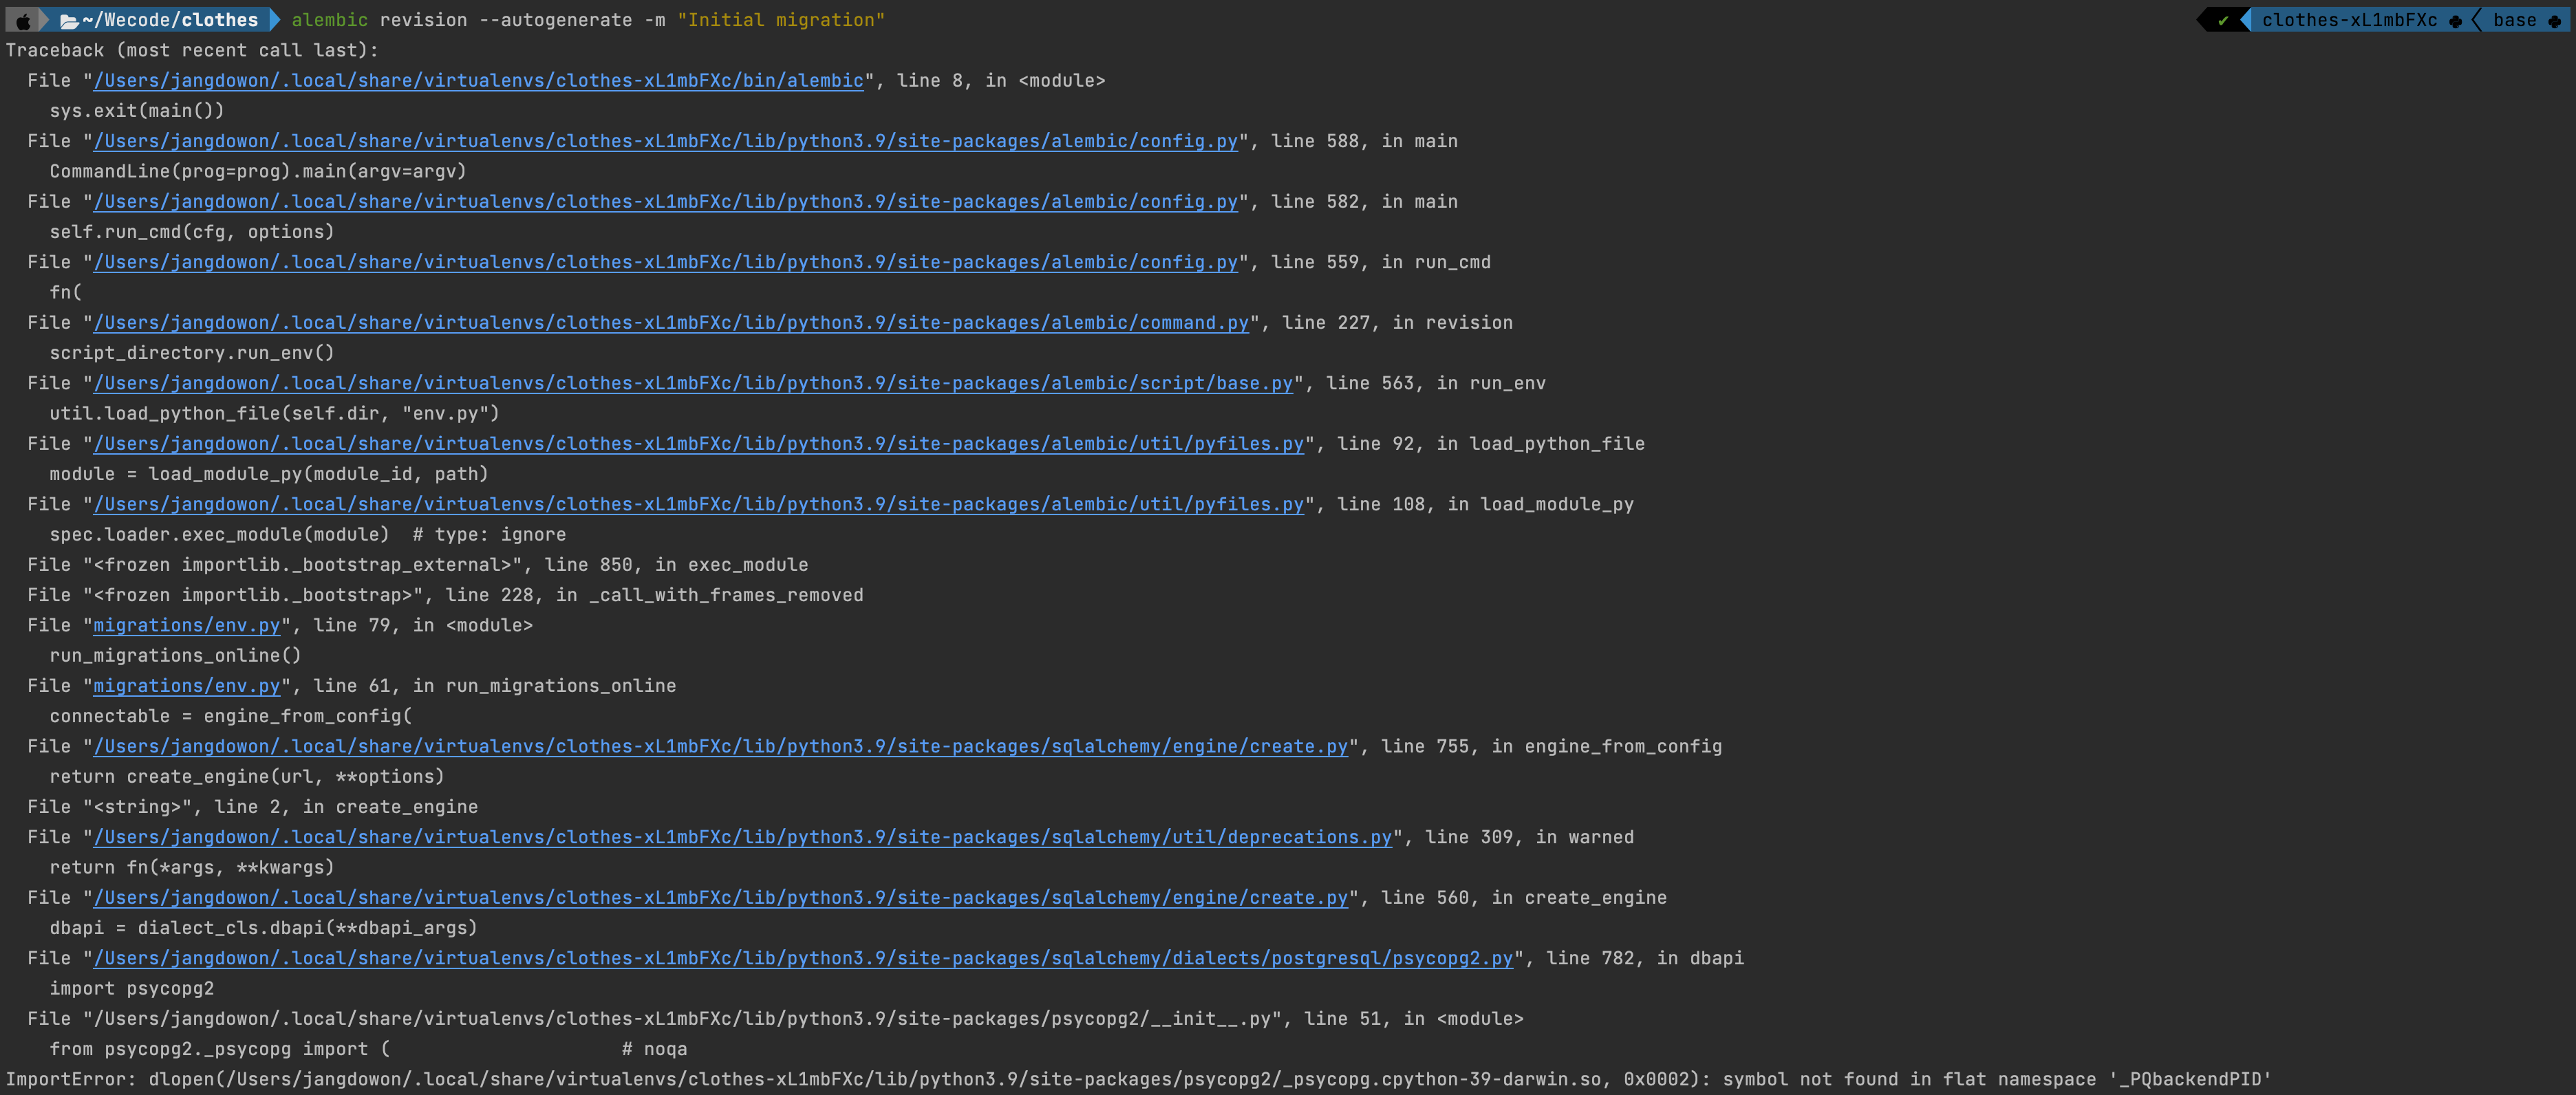 ~/Wecode/clothes alembic revision --autogenerate -m "Initial migration" ✔ clothes-xL1mbFXc base
Traceback (most recent call last):
  File "/Users/jangdowon/.local/share/virtualenvs/clothes-xL1mbFXc/bin/alembic", line 8, in <module>
    sys.exit(main())
  File "/Users/jangdowon/.local/share/virtualenvs/clothes-xL1mbFXc/lib/python3.9/site-packages/alembic/config.py", line 588, in main
    CommandLine(prog=prog).main(argv=argv)
  File "/Users/jangdowon/.local/share/virtualenvs/clothes-xL1mbFXc/lib/python3.9/site-packages/alembic/config.py", line 582, in main
    self.run_cmd(cfg, options)
  File "/Users/jangdowon/.local/share/virtualenvs/clothes-xL1mbFXc/lib/python3.9/site-packages/alembic/config.py", line 559, in run_cmd
    fn(
  File "/Users/jangdowon/.local/share/virtualenvs/clothes-xL1mbFXc/lib/python3.9/site-packages/alembic/command.py", line 227, in revision
    script_directory.run_env()
  File "/Users/jangdowon/.local/share/virtualenvs/clothes-xL1mbFXc/lib/python3.9/site-packages/alembic/script/base.py", line 563, in run_env
    util.load_python_file(self.dir, "env.py")
  File "/Users/jangdowon/.local/share/virtualenvs/clothes-xL1mbFXc/lib/python3.9/site-packages/alembic/util/pyfiles.py", line 92, in load_python_file
    module = load_module_py(module_id, path)
  File "/Users/jangdowon/.local/share/virtualenvs/clothes-xL1mbFXc/lib/python3.9/site-packages/alembic/util/pyfiles.py", line 108, in load_module_py
    spec.loader.exec_module(module)  # type: ignore
  File "<frozen importlib._bootstrap_external>", line 850, in exec_module
  File "<frozen importlib._bootstrap>", line 228, in _call_with_frames_removed
  File "migrations/env.py", line 79, in <module>
    run_migrations_online()
  File "migrations/env.py", line 61, in run_migrations_online
    connectable = engine_from_config(
  File "/Users/jangdowon/.local/share/virtualenvs/clothes-xL1mbFXc/lib/python3.9/site-packages/sqlalchemy/engine/create.py", line 755, in engine_from_config
    return create_engine(url, **options)
  File "<string>", line 2, in create_engine
  File "/Users/jangdowon/.local/share/virtualenvs/clothes-xL1mbFXc/lib/python3.9/site-packages/sqlalchemy/util/deprecations.py", line 309, in warned
    return fn(*args, **kwargs)
  File "/Users/jangdowon/.local/share/virtualenvs/clothes-xL1mbFXc/lib/python3.9/site-packages/sqlalchemy/engine/create.py", line 560, in create_engine
    dbapi = dialect_cls.dbapi(**dbapi_args)
  File "/Users/jangdowon/.local/share/virtualenvs/clothes-xL1mbFXc/lib/python3.9/site-packages/sqlalchemy/dialects/postgresql/psycopg2.py", line 782, in dbapi
    import psycopg2
  File "/Users/jangdowon/.local/share/virtualenvs/clothes-xL1mbFXc/lib/python3.9/site-packages/psycopg2/__init__.py", line 51, in <module>
    from psycopg2._psycopg import (                     # noqa
ImportError: dlopen(/Users/jangdowon/.local/share/virtualenvs/clothes-xL1mbFXc/lib/python3.9/site-packages/psycopg2/_psycopg.cpython-39-darwin.so, 0x0002): symbol not found in flat namespace '_PQbackendPID'